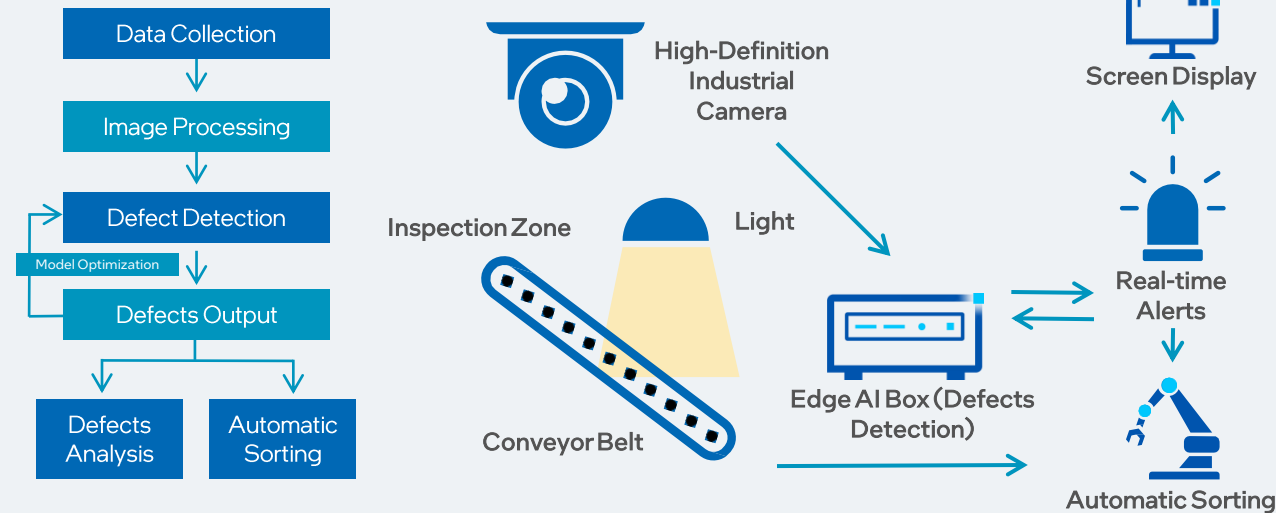 Data Collection
Image Processing
Defect Detection
Model Optimization
Defects Output
Defects
Analysis
Automatic
Sorting
High-Definition
Industrial
Camera
Inspection Zone
Light
Conveyor Belt
Edge AI Box (Defects
Detection)
Screen Display
Real-time
Alerts
Automatic Sorting